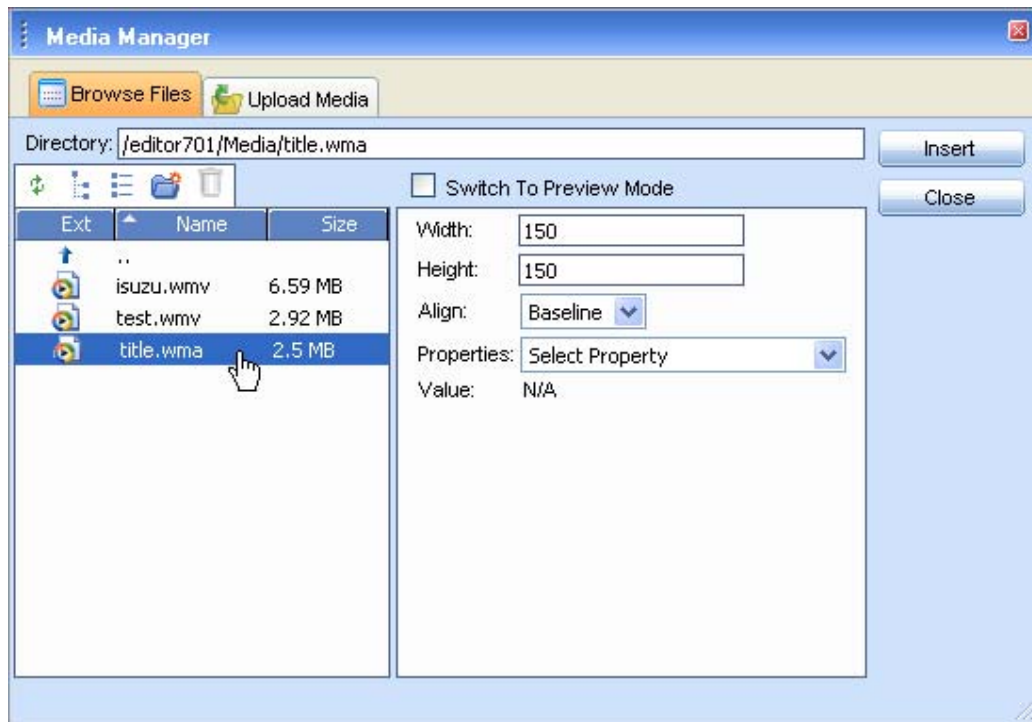 Media Manager
Browse Files
Upload Media
Directory: /editor701/Media/title.wma
Insert
Close
Switch To Preview Mode
Ext Name Size
..
isuzu.wmv 6.59 MB
test.wmv 2.92 MB
title.wma 2.5 MB
Width: 150
Height: 150
Align: Baseline
Properties: Select Property
Value: N/A